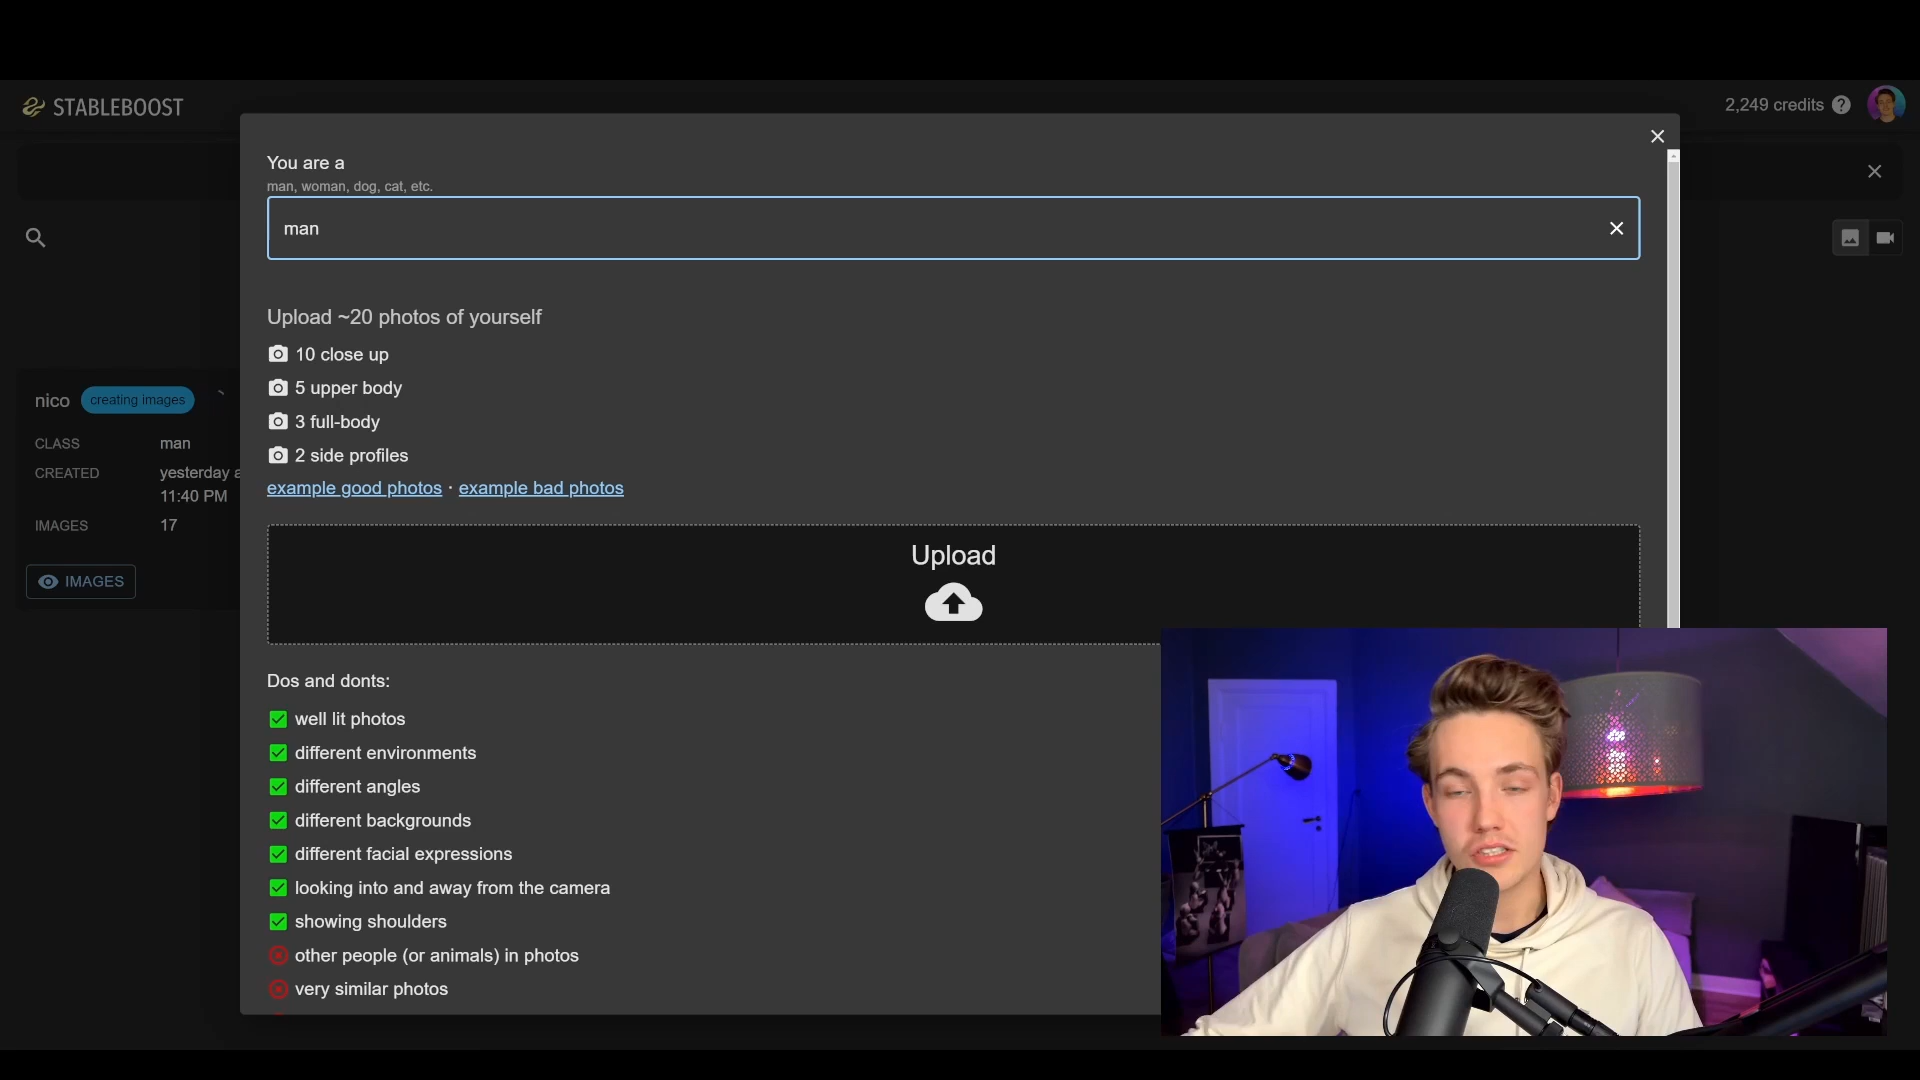 STABLEBOOST
2,249 credits ?
You are a
man, woman, dog, cat, etc.
man
Upload ~20 photos of yourself
10 close up
5 upper body
3 full-body
2 side profiles
example good photos · example bad photos
Upload
Dos and donts:
well lit photos
different environments
different angles
different backgrounds
different facial expressions
looking into and away from the camera
showing shoulders
other people (or animals) in photos
very similar photos
nico creating images
CLASS man
CREATED yesterday a
11:40 PM
IMAGES 17
IMAGES